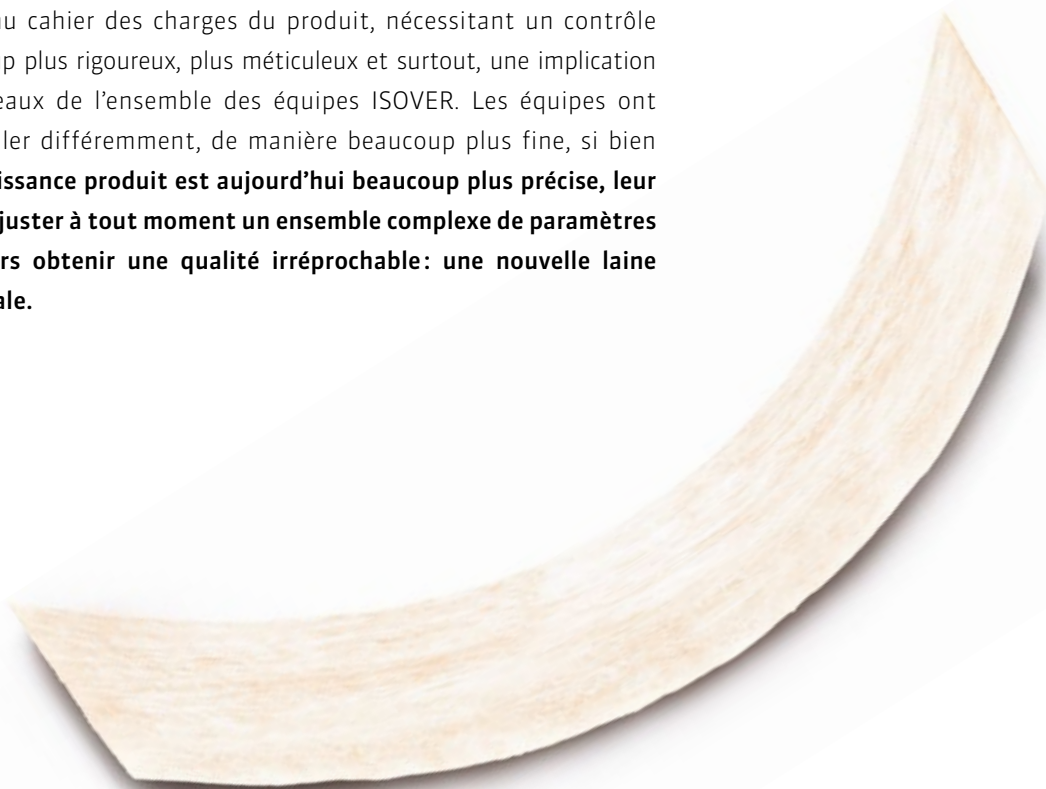 au cahier des charges du produit, nécessitant un contrôle
p plus rigoureux, plus méticuleux et surtout, une implication
eaux de l’ensemble des équipes ISOVER. Les équipes ont
ler différemment, de manière beaucoup plus fine, si bien
issance produit est aujourd’hui beaucoup plus précise, leur
juster à tout moment un ensemble complexe de paramètres
rs obtenir une qualité irréprochable : une nouvelle laine
ale.